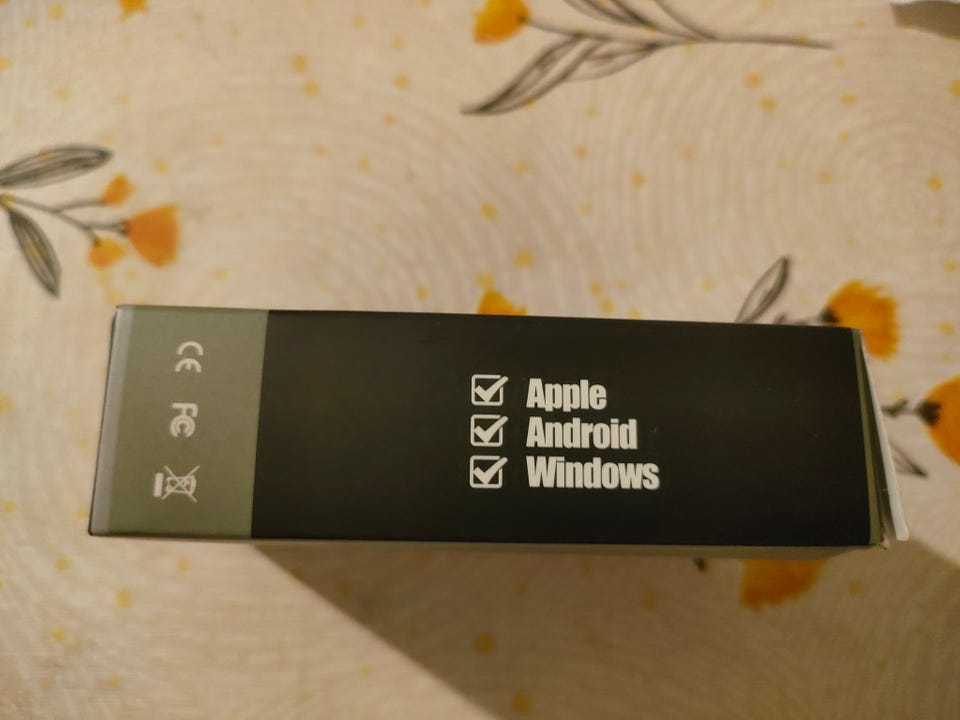 CE
FC
Apple
Android
Windows